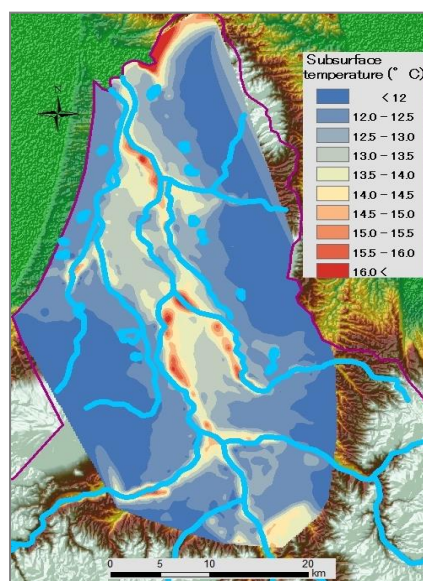 Subsurface
temperature (° C)
< 12
12.0 – 12.5
12.5 – 13.0
13.0 – 13.5
13.5 – 14.0
14.0 – 14.5
14.5 – 15.0
15.0 – 15.5
15.5 – 16.0
16.0 <
N
0 5 10 20
km